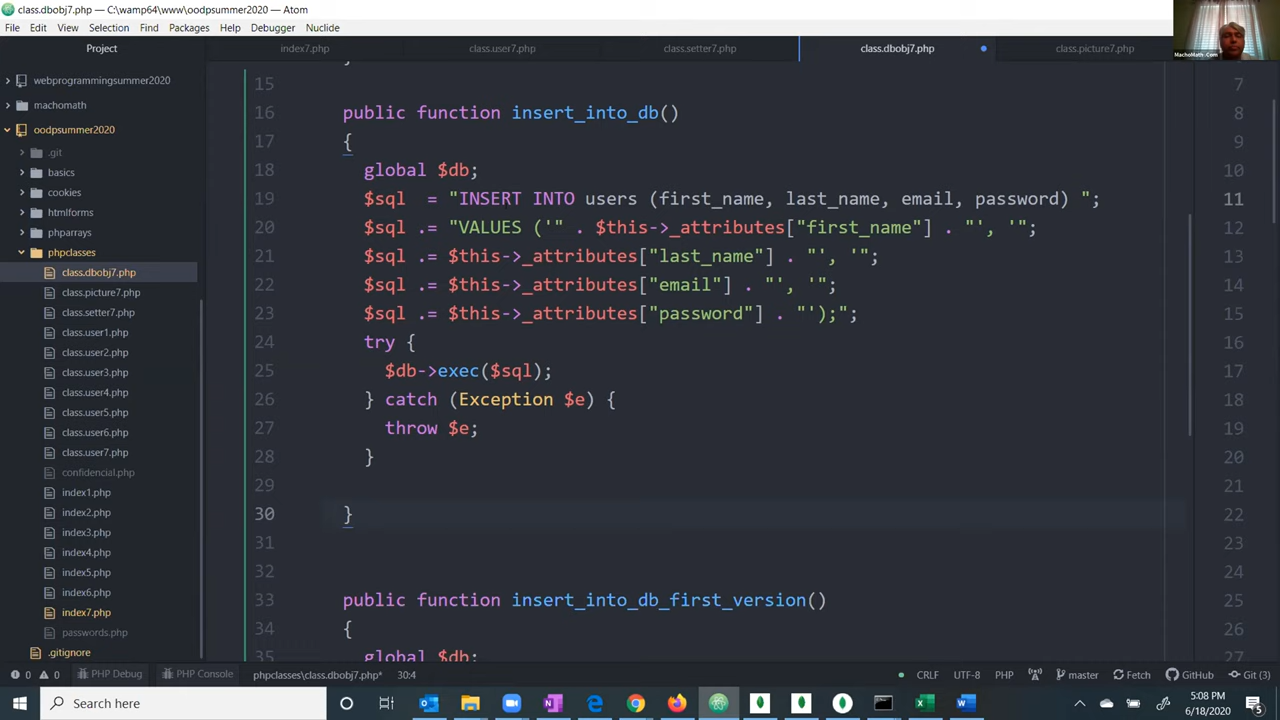 class.dbobj7.php — C:\wamp64\www\oodpsummer2020 — Atom
File Edit View Selection Find Packages Help Debugger Nuclide
Project
index7.php class.user7.php class.setter7.php class.dbobj7.php class.picture7.php
MachoMath .Com
webprogrammingsummer2020
machomath
oodpsummer2020
.git
basics
cookies
htmlforms
phparrays
phpclasses
class.dbobj7.php
class.picture7.php
class.setter7.php
class.user1.php
class.user2.php
class.user3.php
class.user4.php
class.user5.php
class.user6.php
class.user7.php
confidencial.php
index1.php
index2.php
index3.php
index4.php
index5.php
index6.php
index7.php
passwords.php
.gitignore
15
16 public function insert_into_db()
17 {
18 global $db;
19 $sql = "INSERT INTO users (first_name, last_name, email, password) ";
20 $sql .= "VALUES ('" . $this->_attributes["first_name"] . "', '";
21 $sql .= $this->_attributes["last_name"] . "', '";
22 $sql .= $this->_attributes["email"] . "', '";
23 $sql .= $this->_attributes["password"] . "');";
24 try {
25 $db->exec($sql);
26 } catch (Exception $e) {
27 throw $e;
28 }
29
30 }
31
32
33 public function insert_into_db_first_version()
34 {
35 global $db;
7
8
9
10
11
12
13
14
15
16
17
18
19
20
21
22
23
24
25
26
27
0 0 PHP Debug PHP Console phpclasses\class.dbobj7.php* 30:4 CRLF UTF-8 PHP master Fetch GitHub Git (3)
Search here
5:08 PM
6/18/2020
5